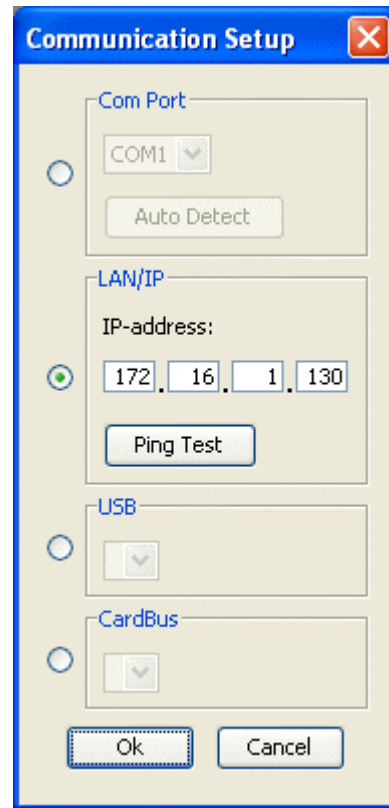 Communication Setup
Com Port
COM1
Auto Detect
LAN/IP
IP-address:
172 . 16 . 1 . 130
Ping Test
USB
CardBus
Ok Cancel